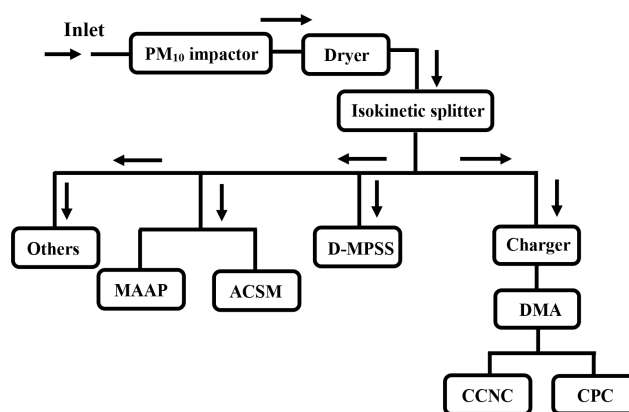 Inlet
PM₁₀ impactor
Dryer
Isokinetic splitter
Others
D-MPSS
Charger
MAAP
ACSM
DMA
CCNC
CPC